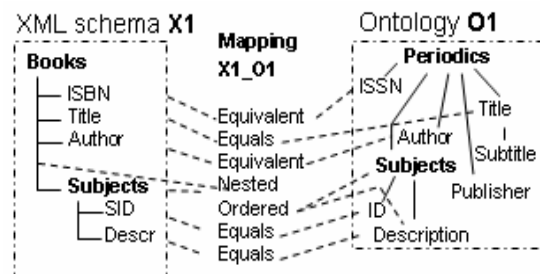 XML schema X1
Books
ISBN
Title
Author
Subjects
SID
Descr
Mapping
X1_O1
Equivalent
Equals
Equivalent
Nested
Ordered
Equals
Equals
Ontology O1
Periodics
ISSN
Title
Author
Subtitle
Subjects
Publisher
ID
Description